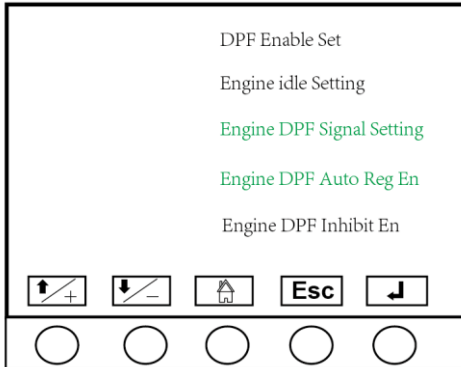 DPF Enable Set
Engine idle Setting
Engine DPF Signal Setting
Engine DPF Auto Reg En
Engine DPF Inhibit En
+ - Esc